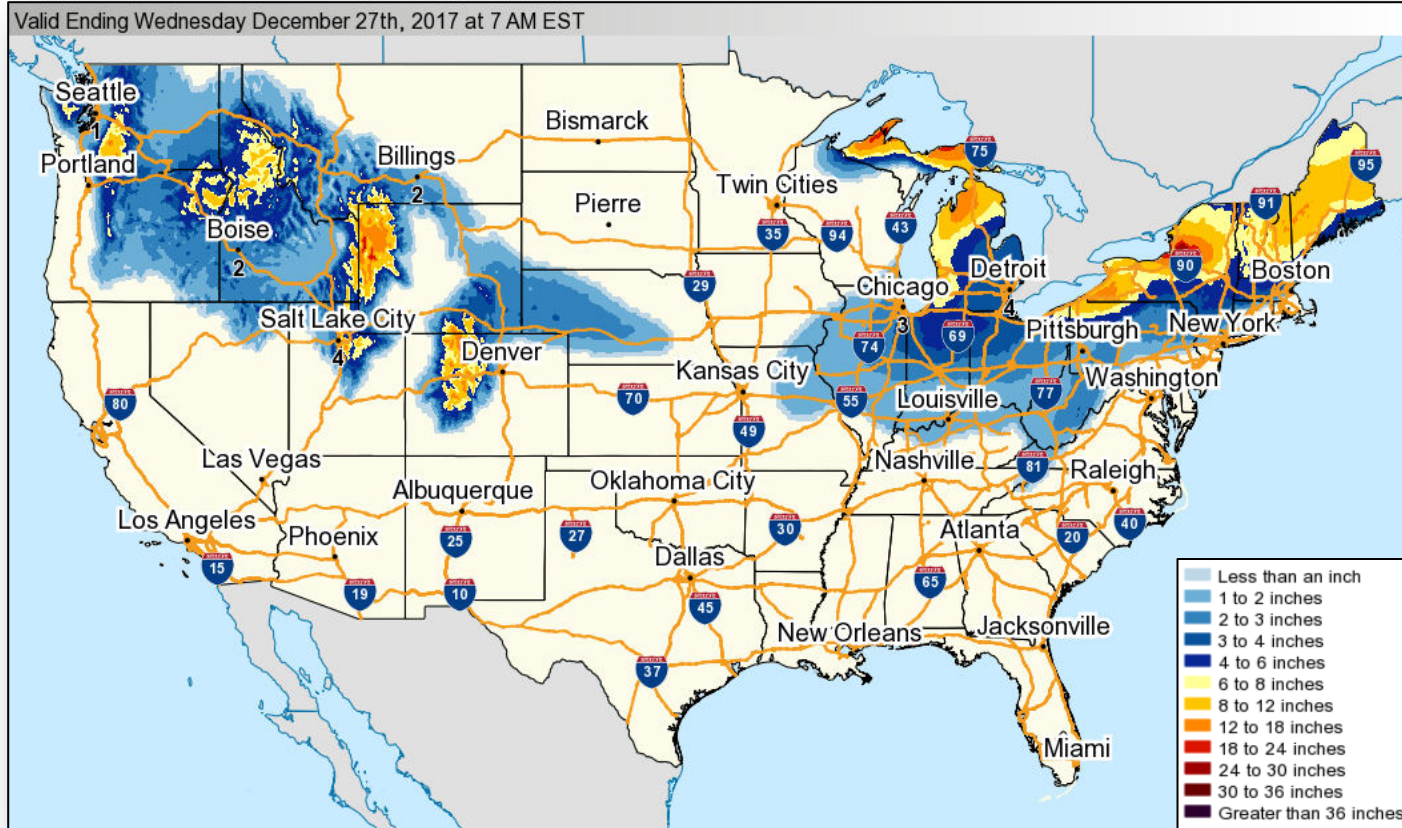 Valid Ending Wednesday December 27th, 2017 at 7 AM EST
Seattle
1
Portland
Billings
2
Bismarck
Twin Cities
Pierre
Boise
2
75
95
91
35
94
43
90
Boston
Detroit
4
Chicago
3
29
Salt Lake City
4
Denver
74
69
Pittsburgh
New York
Kansas City
Washington
80
70
55
Louisville
77
49
Las Vegas
Nashville
81
Raleigh
Albuquerque
Oklahoma City
Los Angeles
Phoenix
25
27
30
Atlanta
20
40
15
19
10
Dallas
45
65
New Orleans
Jacksonville
37
Miami
Less than an inch
1 to 2 inches
2 to 3 inches
3 to 4 inches
4 to 6 inches
6 to 8 inches
8 to 12 inches
12 to 18 inches
18 to 24 inches
24 to 30 inches
30 to 36 inches
Greater than 36 inches